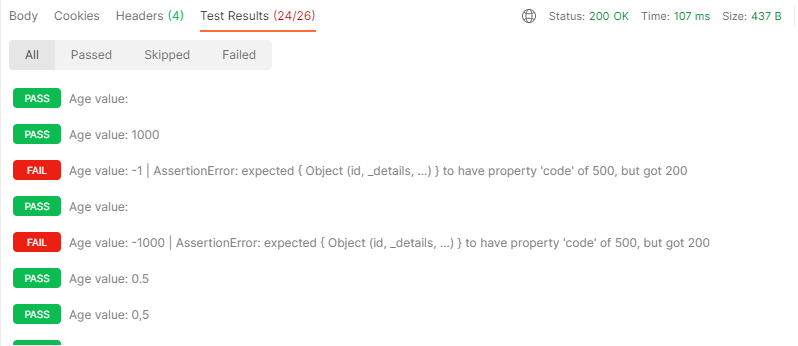 Body Cookies Headers (4) Test Results (24/26) Status: 200 OK Time: 107 ms Size: 437 B
All Passed Skipped Failed
PASS Age value:
PASS Age value: 1000
FAIL Age value: -1 | AssertionError: expected { Object (id, _details, ...) } to have property 'code' of 500, but got 200
PASS Age value:
FAIL Age value: -1000 | AssertionError: expected { Object (id, _details, ...) } to have property 'code' of 500, but got 200
PASS Age value: 0.5
PASS Age value: 0,5